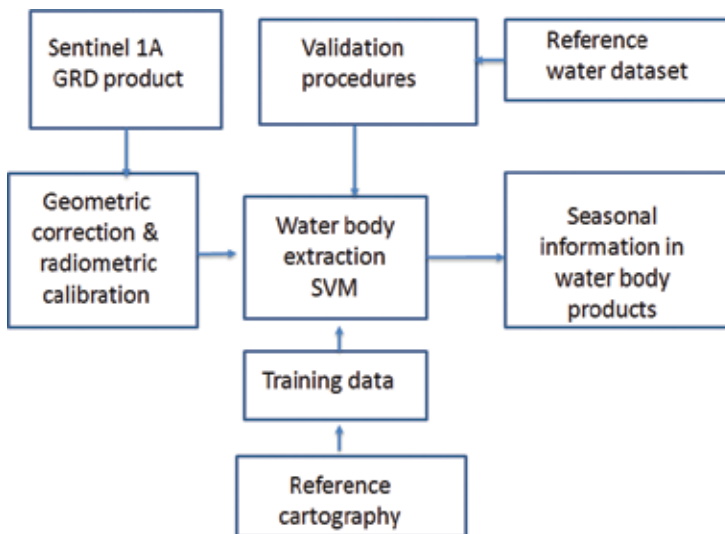 Sentinel 1A
GRD product
Validation
procedures
Reference
water dataset
Geometric
correction &
radiometric
calibration
Water body
extraction
SVM
Seasonal
information in
water body
products
Training data
Reference
cartography